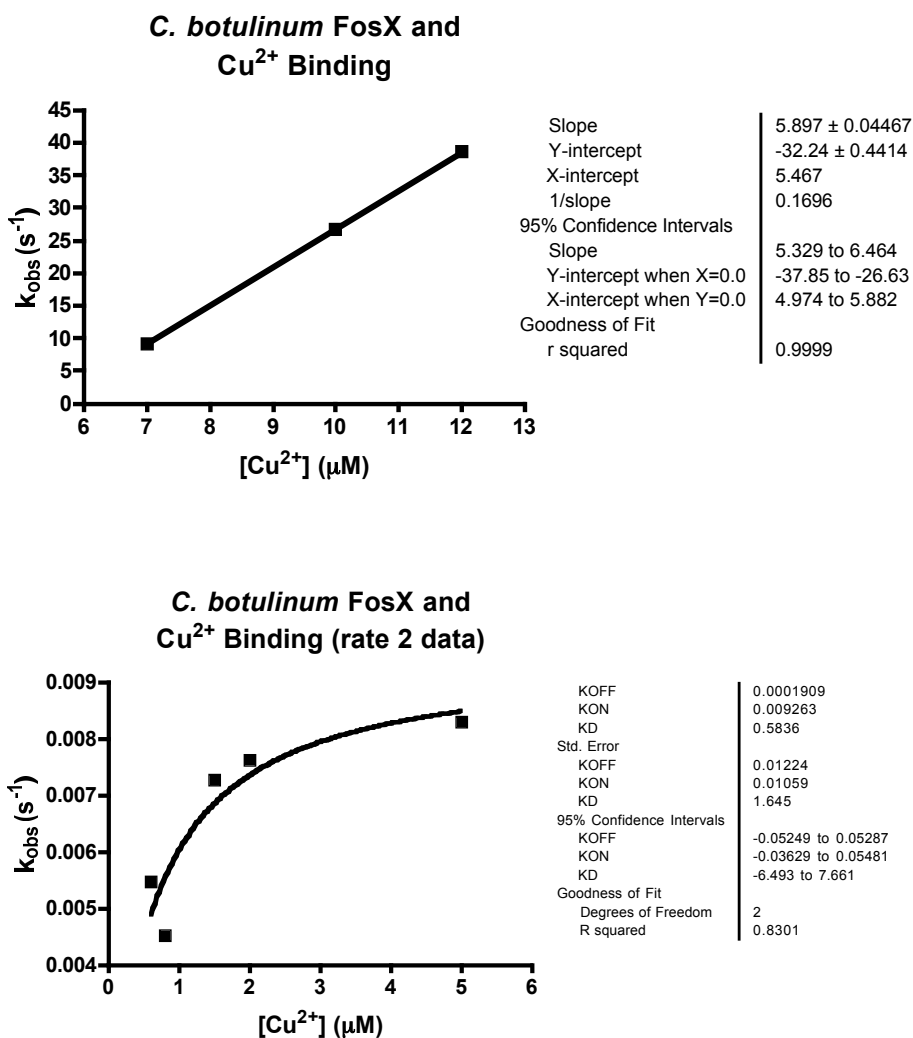 C. botulinum FosX and
Cu²⁺ Binding
45
40
35
30
25
20
15
10
5
0
kobs (s⁻¹)
6 7 8 9 10 11 12 13
[Cu²⁺] (μM)
Slope 5.897 ± 0.04467
Y-intercept -32.24 ± 0.4414
X-intercept 5.467
1/slope 0.1696
95% Confidence Intervals
Slope 5.329 to 6.464
Y-intercept when X=0.0 -37.85 to -26.63
X-intercept when Y=0.0 4.974 to 5.882
Goodness of Fit
r squared 0.9999
C. botulinum FosX and
Cu²⁺ Binding (rate 2 data)
0.009
0.008
0.007
0.006
0.005
0.004
kobs (s⁻¹)
0 1 2 3 4 5 6
[Cu²⁺] (μM)
KOFF 0.0001909
KON 0.009263
KD 0.5836
Std. Error
KOFF 0.01224
KON 0.01059
KD 1.645
95% Confidence Intervals
KOFF -0.05249 to 0.05287
KON -0.03629 to 0.05481
KD -6.493 to 7.661
Goodness of Fit
Degrees of Freedom 2
R squared 0.8301